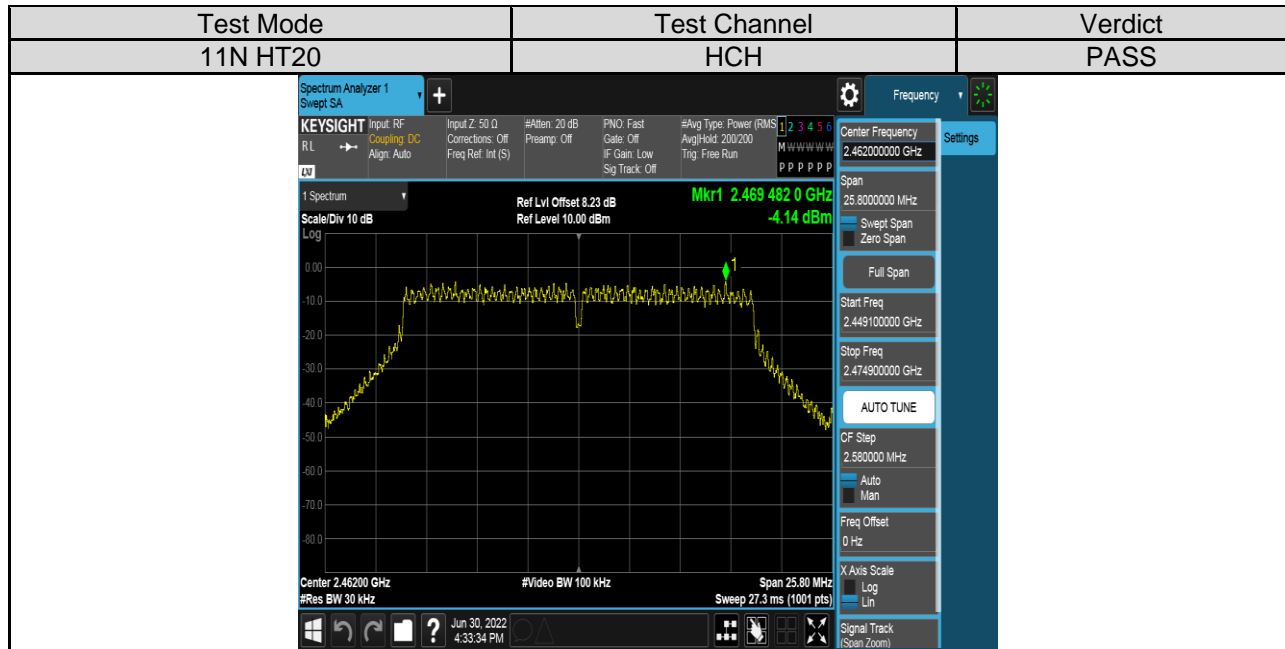 Test Mode Test Channel Verdict
11N HT20 HCH PASS
Spectrum Analyzer 1
Swept SA
Frequency
KEYSIGHT
RL
LXI
Input: RF
Coupling: DC
Align: Auto
Input Z: 50 Ω
Corrections: Off
Freq Ref: Int (S)
#Atten: 20 dB
Preamp: Off
PNO: Fast
Gate: Off
IF Gain: Low
Sig Track: Off
#Avg Type: Power (RMS
Avg|Hold: 200/200
Trig: Free Run
1 2 3 4 5 6
M W W W W W
P P P P P P
1 Spectrum
Scale/Div 10 dB
Log
Ref Lvl Offset 8.23 dB
Ref Level 10.00 dBm
Mkr1 2.469 482 0 GHz
-4.14 dBm
1
0.00
-10.0
-20.0
-30.0
-40.0
-50.0
-60.0
-70.0
-80.0
Center 2.46200 GHz
#Res BW 30 kHz
#Video BW 100 kHz
Span 25.80 MHz
Sweep 27.3 ms (1001 pts)
?
Jun 30, 2022
4:33:34 PM
Settings
Center Frequency
2.462000000 GHz
Span
25.8000000 MHz
Swept Span
Zero Span
Full Span
Start Freq
2.449100000 GHz
Stop Freq
2.474900000 GHz
AUTO TUNE
CF Step
2.580000 MHz
Auto
Man
Freq Offset
0 Hz
X Axis Scale
Log
Lin
Signal Track
(Span Zoom)